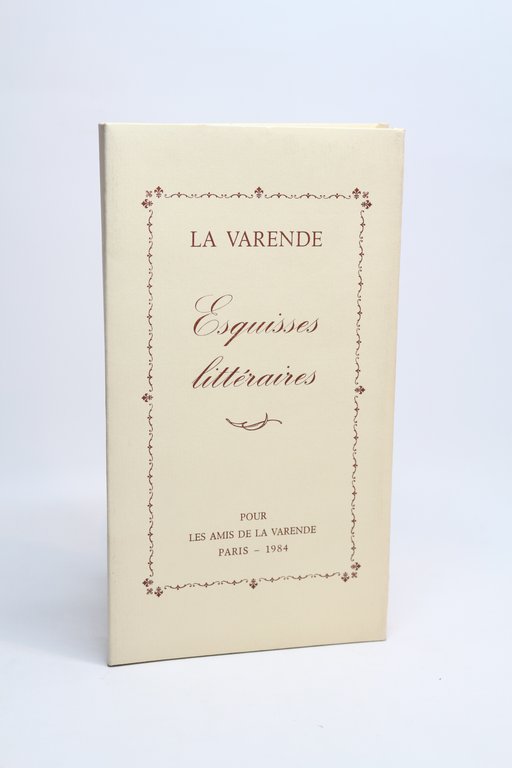 LA VARENDE
Esquisses
littéraires
POUR
LES AMIS DE LA VARENDE
PARIS – 1984